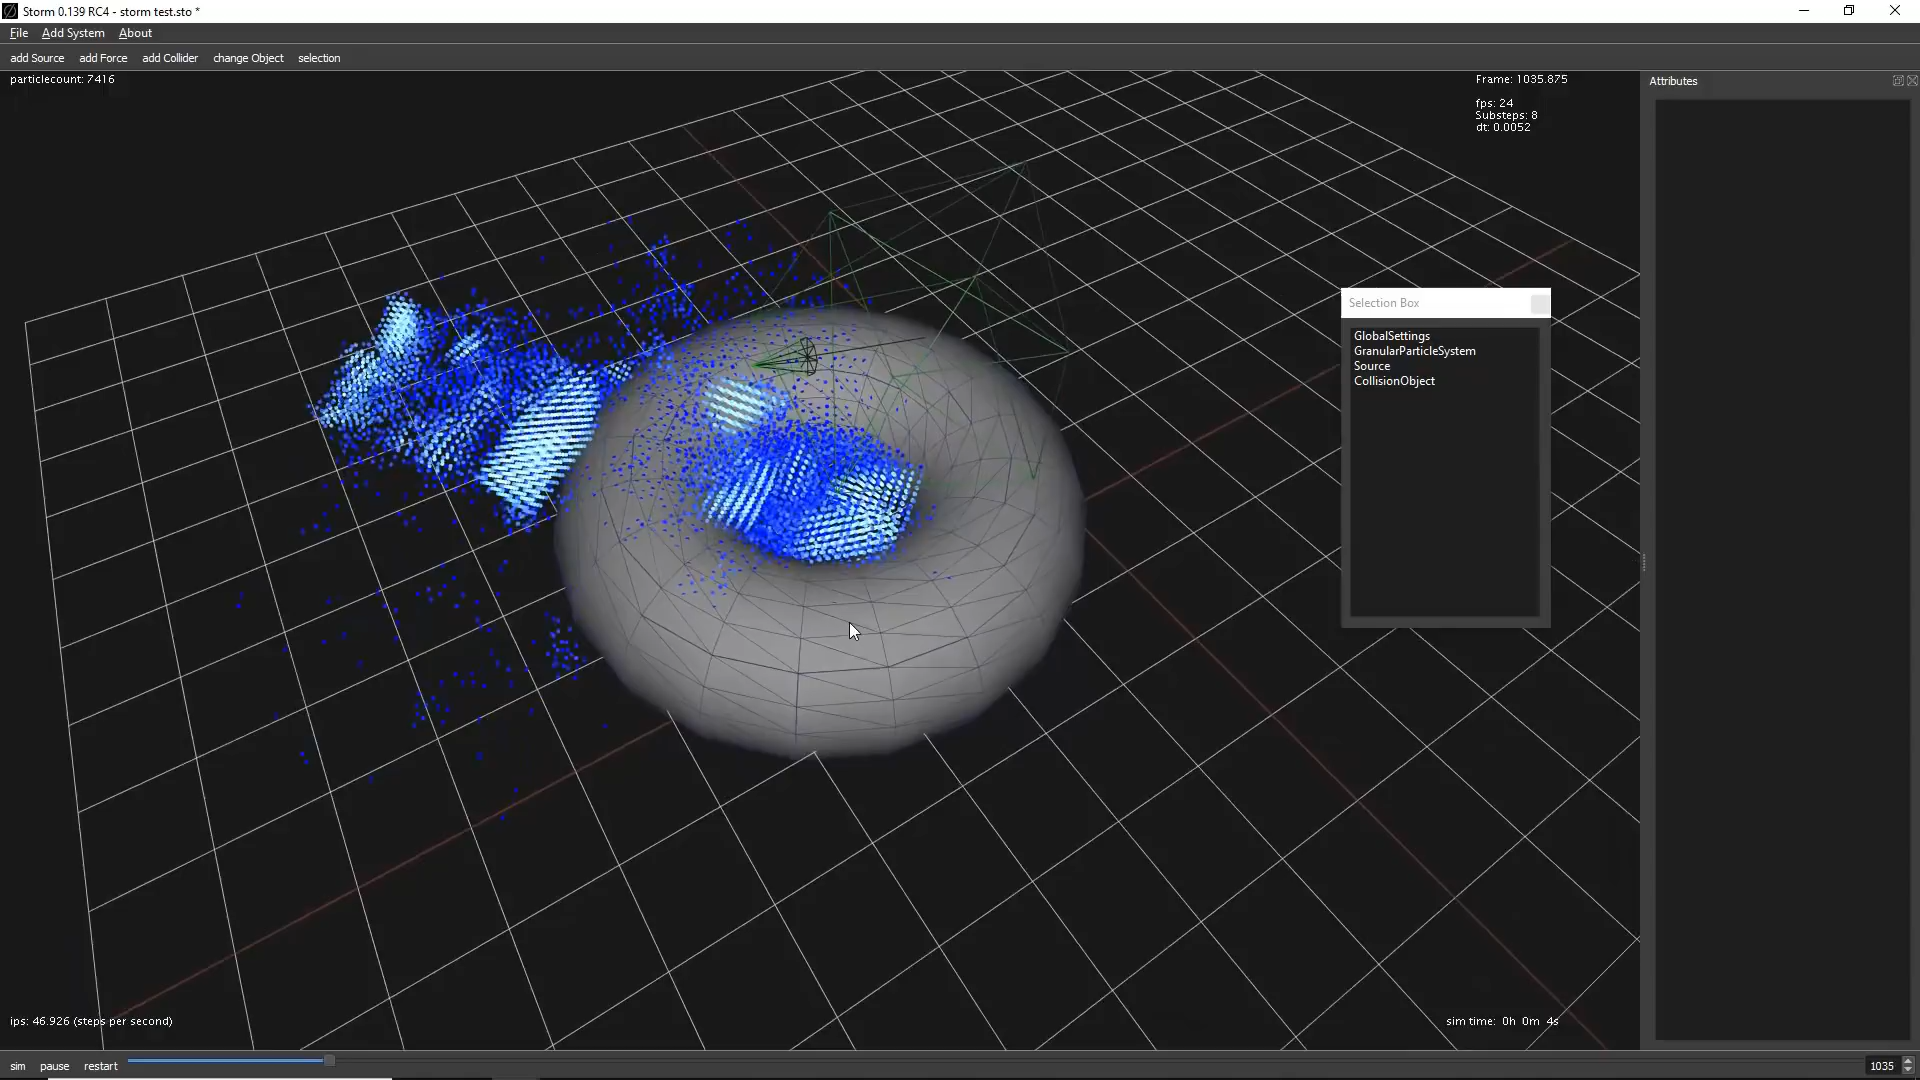 Storm 0.139 RC4 - storm test.sto *
File Add System About
add Source add Force add Collider change Object selection
particlecount: 7416
Frame: 1035.875
fps: 24
Substeps: 8
dt: 0.0052
Attributes
Selection Box
GlobalSettings
GranularParticleSystem
Source
CollisionObject
ips: 46.926 (steps per second)
sim time: 0h 0m 4s
sim pause restart 1035